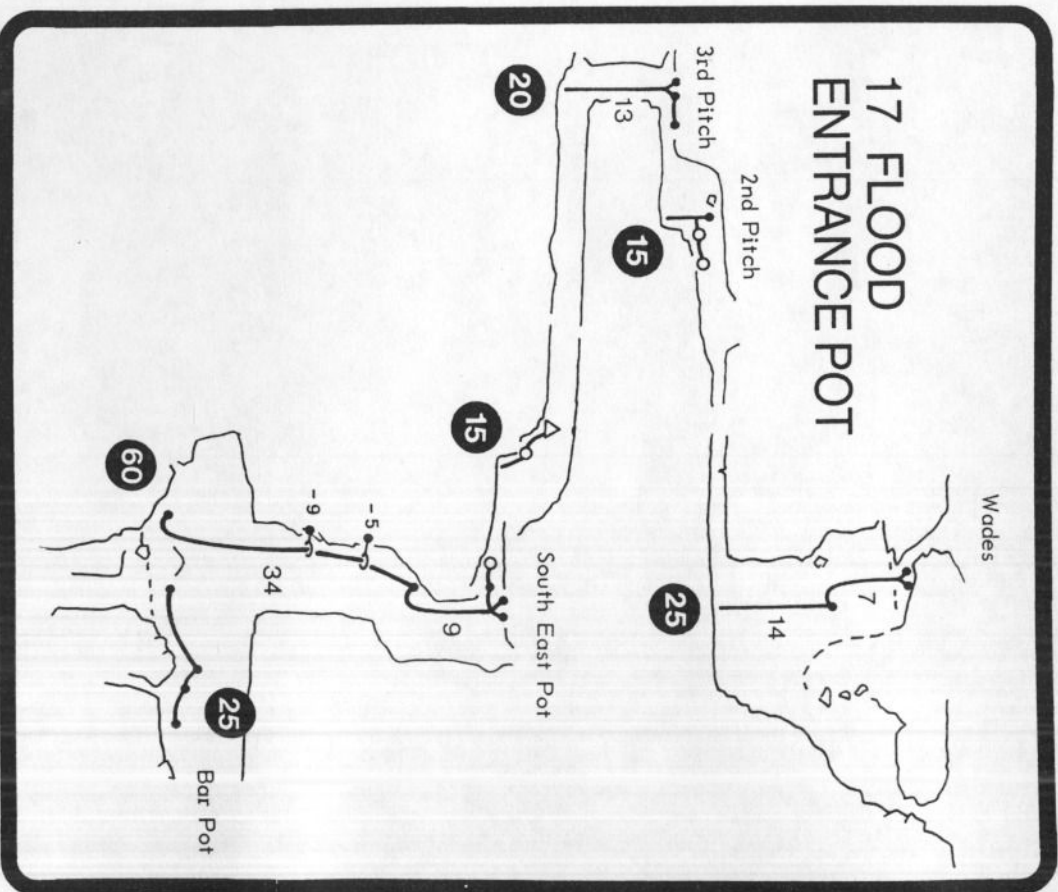 17 FLOOD
ENTRANCE POT
Wades
7
14
25
2nd Pitch
15
3rd Pitch
13
20
15
South East Pot
9
- 5
- 9
34
60
25
Bar Pot